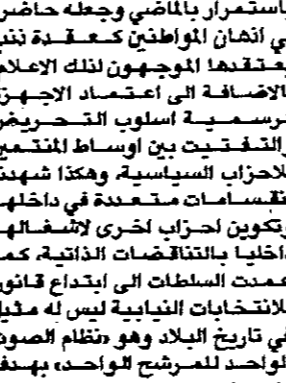 باستمرار بالماضي وجعله حاضر
في أنشان المواطنين كعقدة ذنب
يعتقدها الموجهون لذلك الاعلام
بالاضافة الى اعتماد الاجهزة
الرسمية اسلوب التحريض
والتفتيت بين اوساط المنتمين
للاحزاب السياسية، وهكذا شهدنا
انقسامات متعددة في داخلها
وتكوين احزاب اخرى لاشغالها
داخليا بالتناقضات الذاتية، كما
عمدت السلطات الى ابتداع قانون
للانتخابات النيابية ليس له مثيل
في تاريخ البلاد وهو «نظام الصوت
الواحد للمرشح الواحد» بهدف